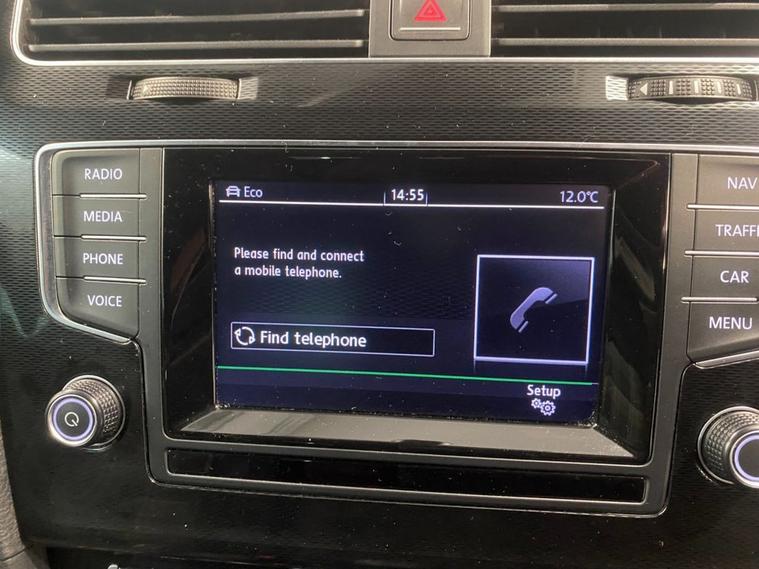 RADIO
MEDIA
PHONE
VOICE
Eco
14:55
12.0°C
Please find and connect
a mobile telephone.
Find telephone
Setup
NAV
CAR
MENU